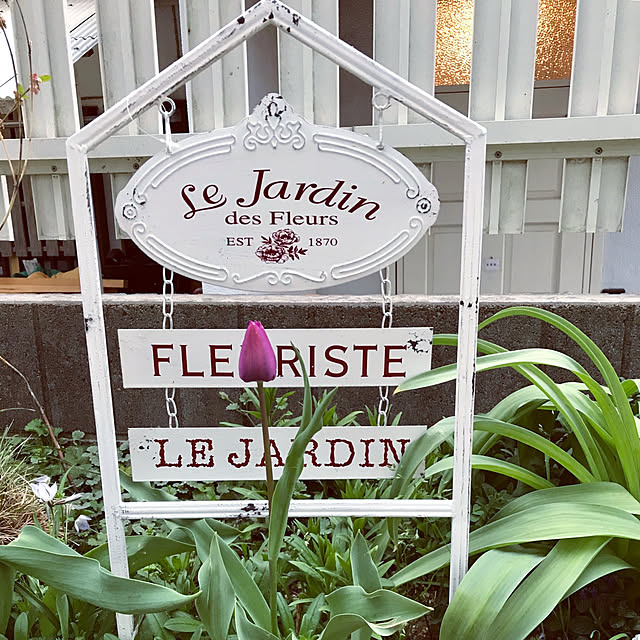 Le Jardin
des Fleurs
EST 1870
FLEURISTE
LE JARDIN